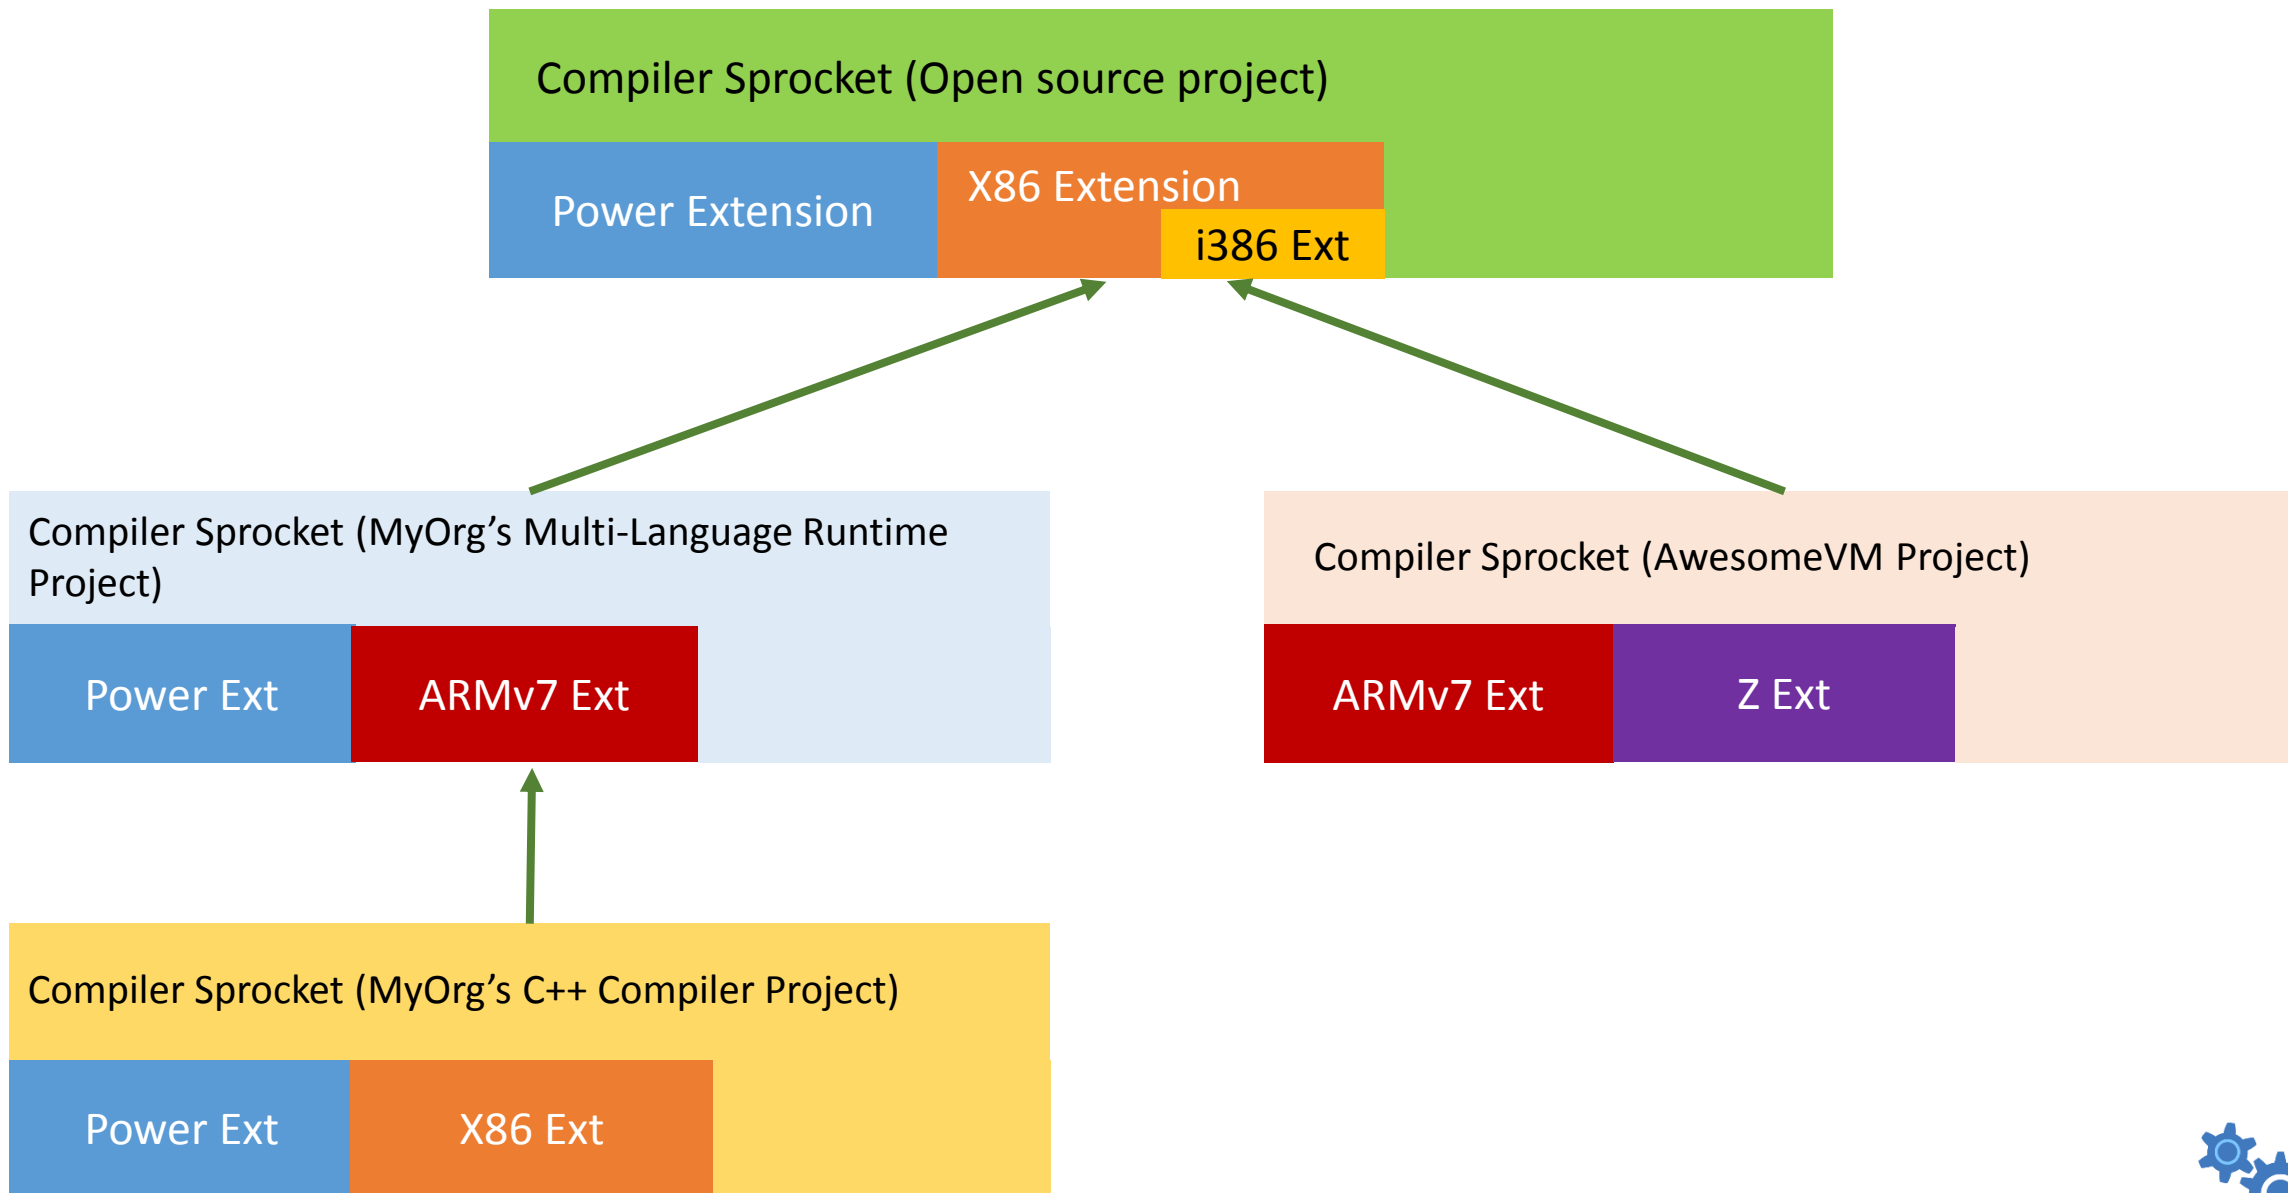 Compiler Sprocket (Open source project)
Power Extension
X86 Extension
i386 Ext
Compiler Sprocket (MyOrg’s Multi-Language Runtime
Project)
Power Ext
ARMv7 Ext
Compiler Sprocket (AwesomeVM Project)
ARMv7 Ext
Z Ext
Compiler Sprocket (MyOrg’s C++ Compiler Project)
Power Ext
X86 Ext